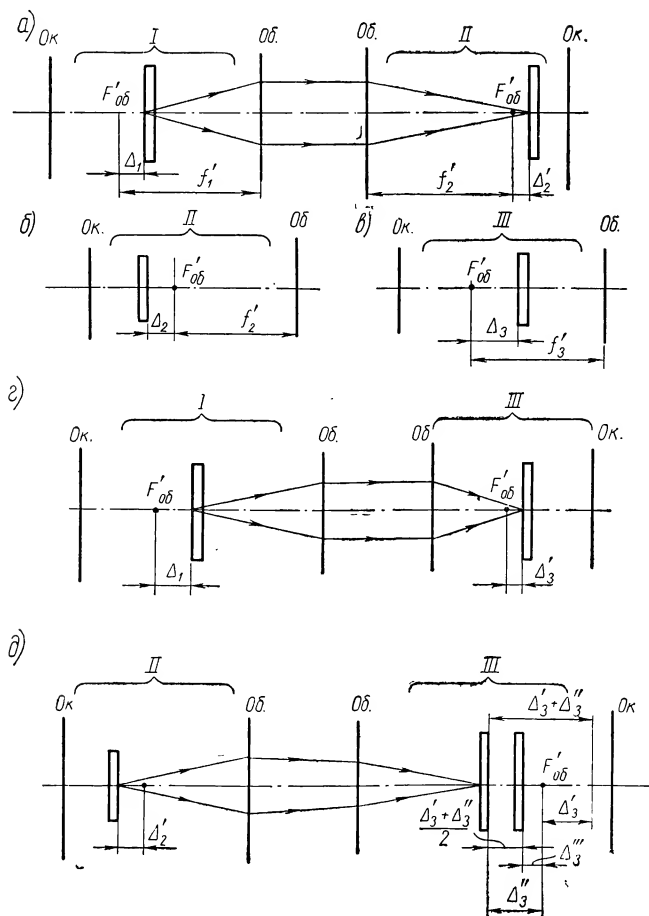 а)
I
II
Ок
Об.
Об.
Ок.
F'об
F'об
Δ₁
f'₁
f'₂
Δ'₂
б)
II
в)
III
Ок.
Об
Ок.
Об.
F'об
F'об
Δ₂
f'₂
Δ₃
f'₃
г)
I
III
Ок.
Об.
Об
Ок.
F'об
F'об
Δ₁
Δ'₃
д)
II
III
Ок
Об.
Об.
Δ'₃+Δ''₃
Ок
F'об
Δ'₂
Δ'₃+Δ''₃
2
Δ'₃
Δ'''₃
Δ''₃